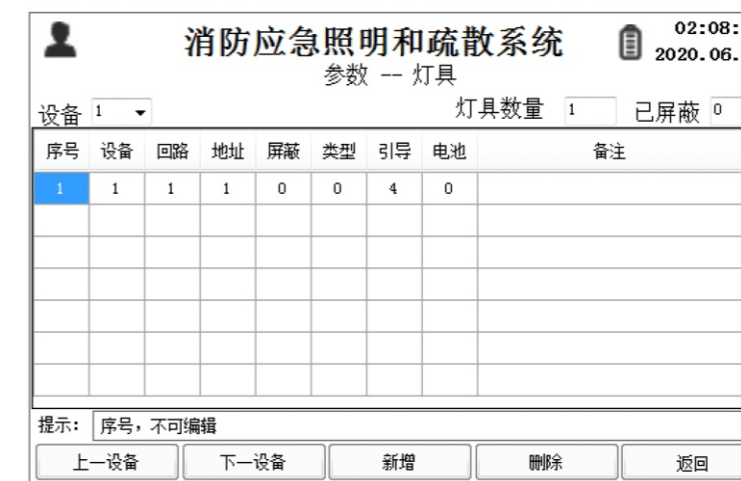 消防应急照明和疏散系统
02:08:
参数 -- 灯具
2020.06.
设备 1 灯具数量 1 已屏蔽 0
序号 设备 回路 地址 屏蔽 类型 引导 电池 备注
1 1 1 1 0 0 4 0
提示: 序号，不可编辑
上一设备 下一设备 新增 删除 返回